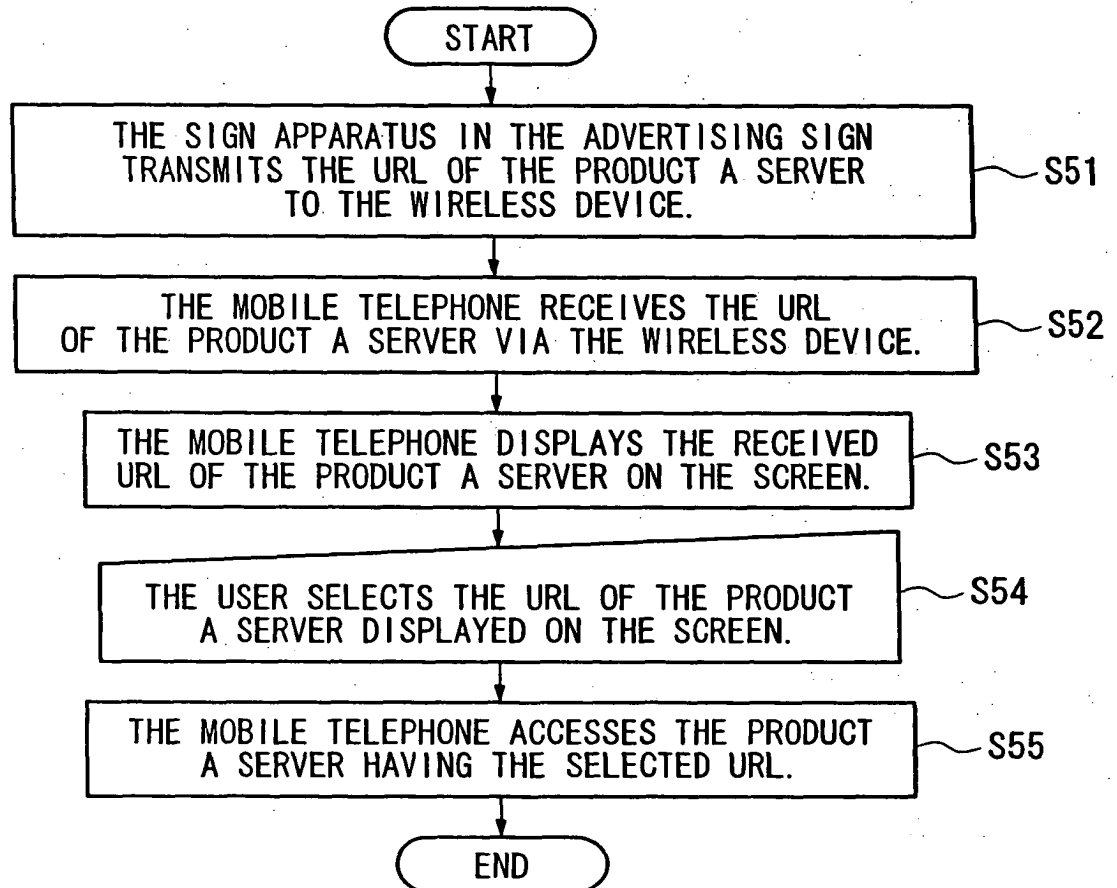 START
THE SIGN APPARATUS IN THE ADVERTISING SIGN
TRANSMITS THE URL OF THE PRODUCT A SERVER
TO THE WIRELESS DEVICE.
S51
THE MOBILE TELEPHONE RECEIVES THE URL
OF THE PRODUCT A SERVER VIA THE WIRELESS DEVICE.
S52
THE MOBILE TELEPHONE DISPLAYS THE RECEIVED
URL OF THE PRODUCT A SERVER ON THE SCREEN.
S53
THE USER SELECTS THE URL OF THE PRODUCT
A SERVER DISPLAYED ON THE SCREEN.
S54
THE MOBILE TELEPHONE ACCESSES THE PRODUCT
A SERVER HAVING THE SELECTED URL.
S55
END